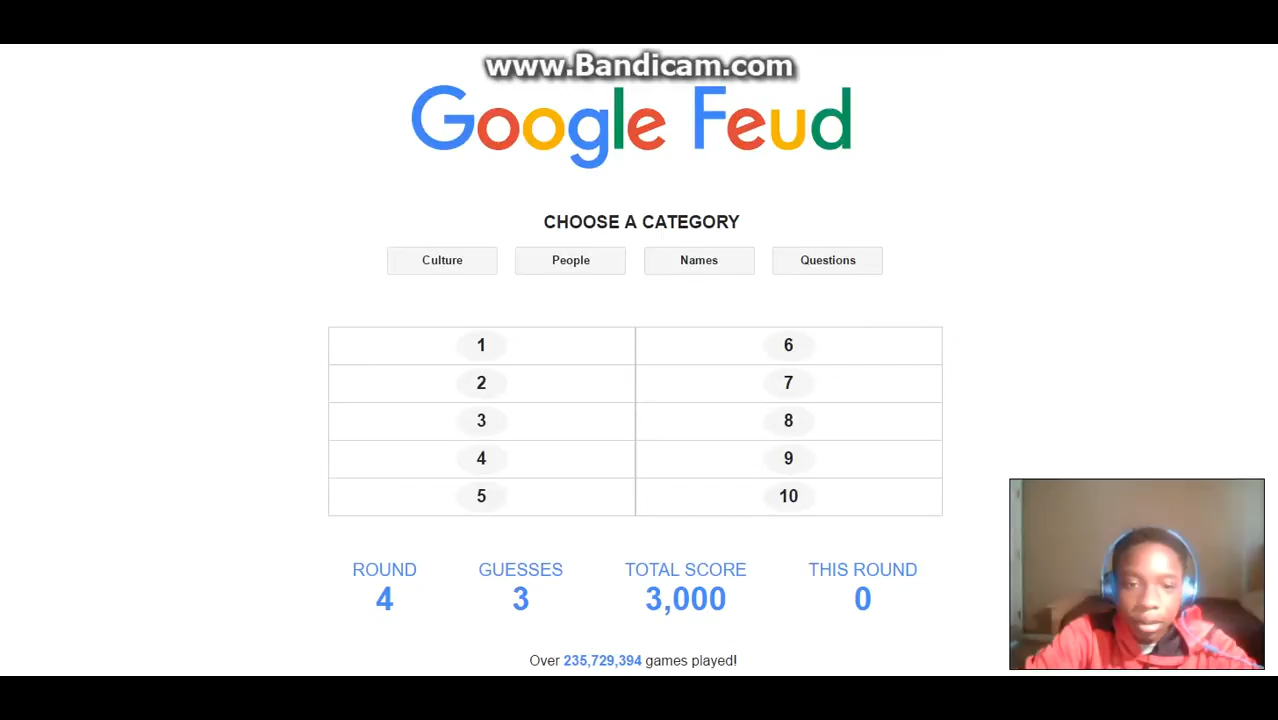 www.Bandicam.com
Google Feud
CHOOSE A CATEGORY
Culture People Names Questions
1 6
2 7
3 8
4 9
5 10
ROUND GUESSES TOTAL SCORE THIS ROUND
4 3 3,000 0
Over 235,729,394 games played!